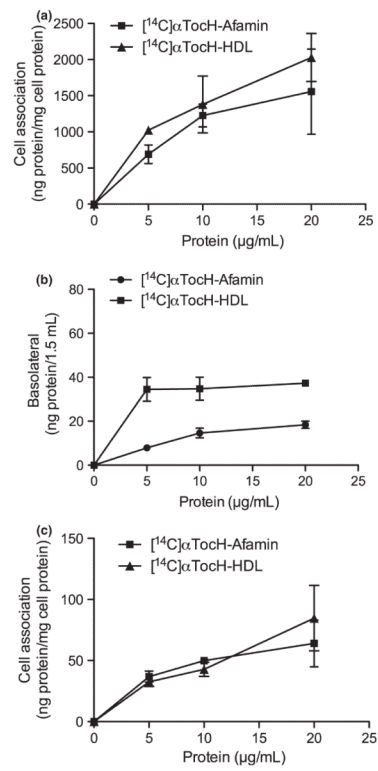 (a)
[¹⁴C]αTocH-Afamin
[¹⁴C]αTocH-HDL
Cell association
(ng protein/mg cell protein)
2500
2000
1500
1000
500
0
0 5 10 15 20 25
Protein (µg/mL)
(b)
[¹⁴C]αTocH-Afamin
[¹⁴C]αTocH-HDL
Basolateral
(ng protein/1.5 mL)
80
60
40
20
0
0 5 10 15 20 25
Protein (µg/mL)
(c)
[¹⁴C]αTocH-Afamin
[¹⁴C]αTocH-HDL
Cell association
(ng protein/mg cell protein)
150
100
50
0
0 5 10 15 20 25
Protein (µg/mL)